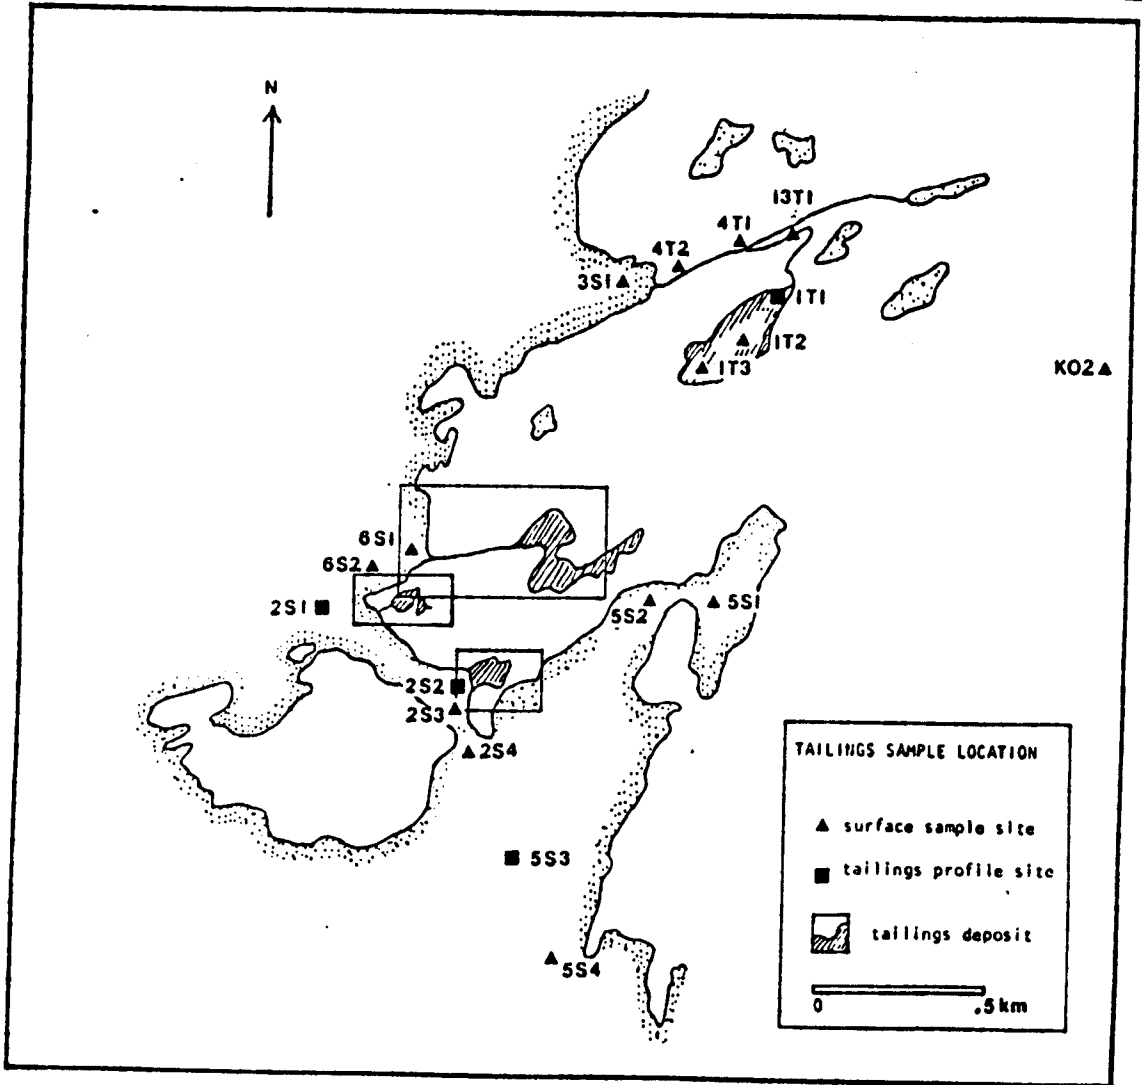 N
13T1
4T1
4T2
3S1
1T1
1T2
1T3
KO2
6S1
6S2
2S1
5S2
5S1
2S2
2S3
2S4
5S3
5S4
TAILINGS SAMPLE LOCATION
surface sample site
tailings profile site
tailings deposit
0 .5km